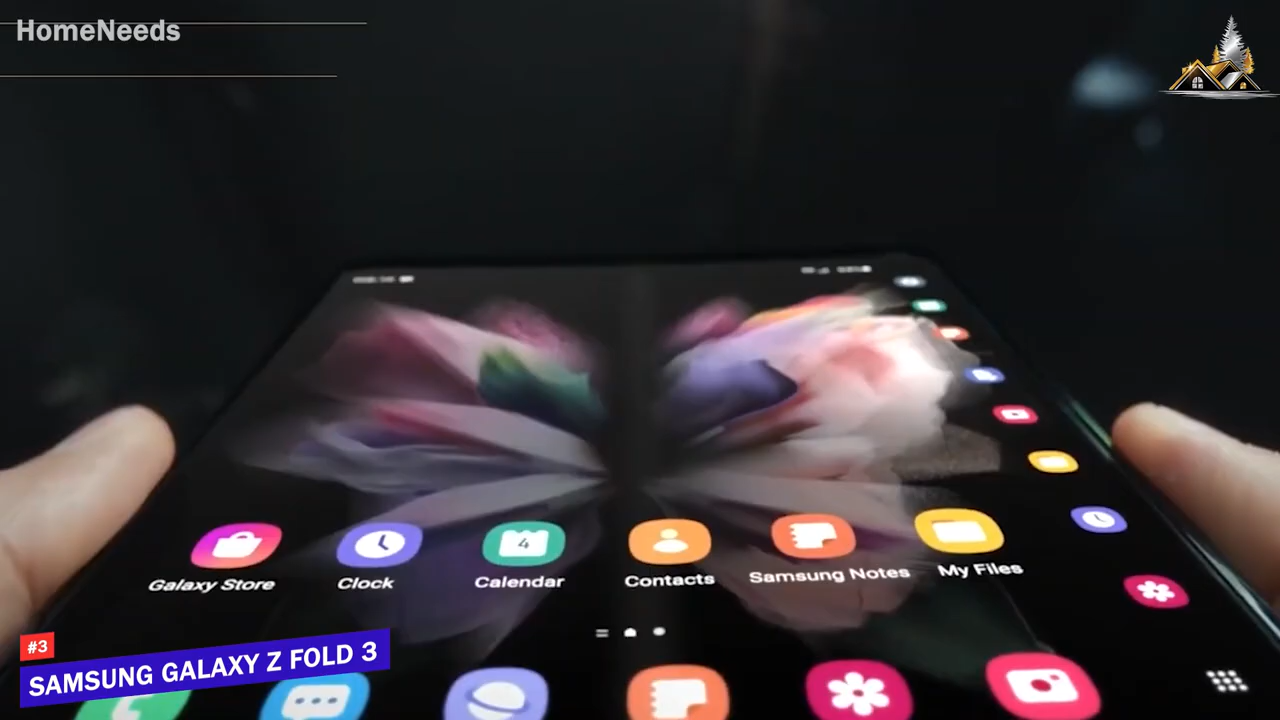 HomeNeeds
Galaxy Store
Clock
4
Calendar
Contacts
Samsung Notes
My Files
#3
SAMSUNG GALAXY Z FOLD 3